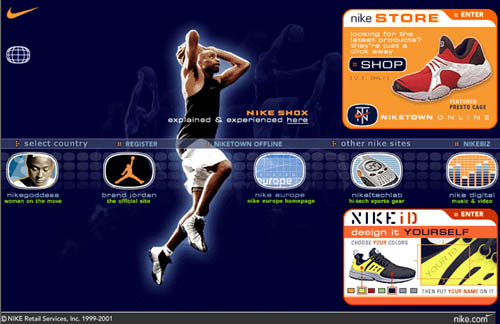 nike STORE
:: ENTER
looking for the
latest products?
they're just a
click away
:: SHOP
[U.S. ONLY]
FEATURED:
PRESTO CAGE
NIKETOWN ONLINE
NIKE SHOX
explained & experienced here
:: select country
:: REGISTER
:: NIKETOWN OFFLINE
:: other nike sites
:: NIKEBIZ
nikegoddess
woman on the move
brand jordan
the official site
europe
nike europe
nike europe homepage
niketechlab
hi-tech sports gear
nike digital
music & video
NIKE iD
:: ENTER
design it YOURSELF
CHOOSE YOUR COLORS
YOUR ID
THEN PUT YOUR NAME ON IT
© NIKE Retail Services, Inc. 1999-2001
nike.com